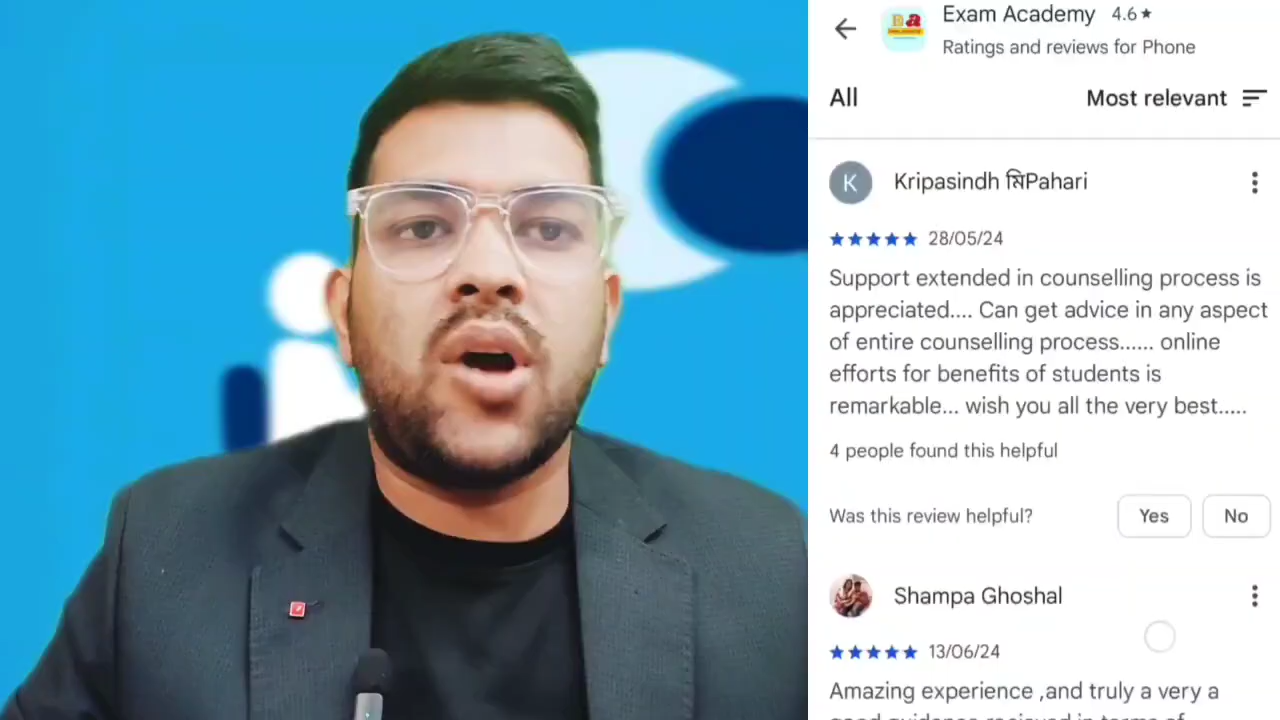 Exam Academy 4.6★
Ratings and reviews for Phone
All
Most relevant
K
Kripasindh মিPahari
28/05/24
Support extended in counselling process is
appreciated.... Can get advice in any aspect
of entire counselling process...... online
efforts for benefits of students is
remarkable... wish you all the very best.....
4 people found this helpful
Was this review helpful?
Yes
No
Shampa Ghoshal
13/06/24
Amazing experience ,and truly a very a